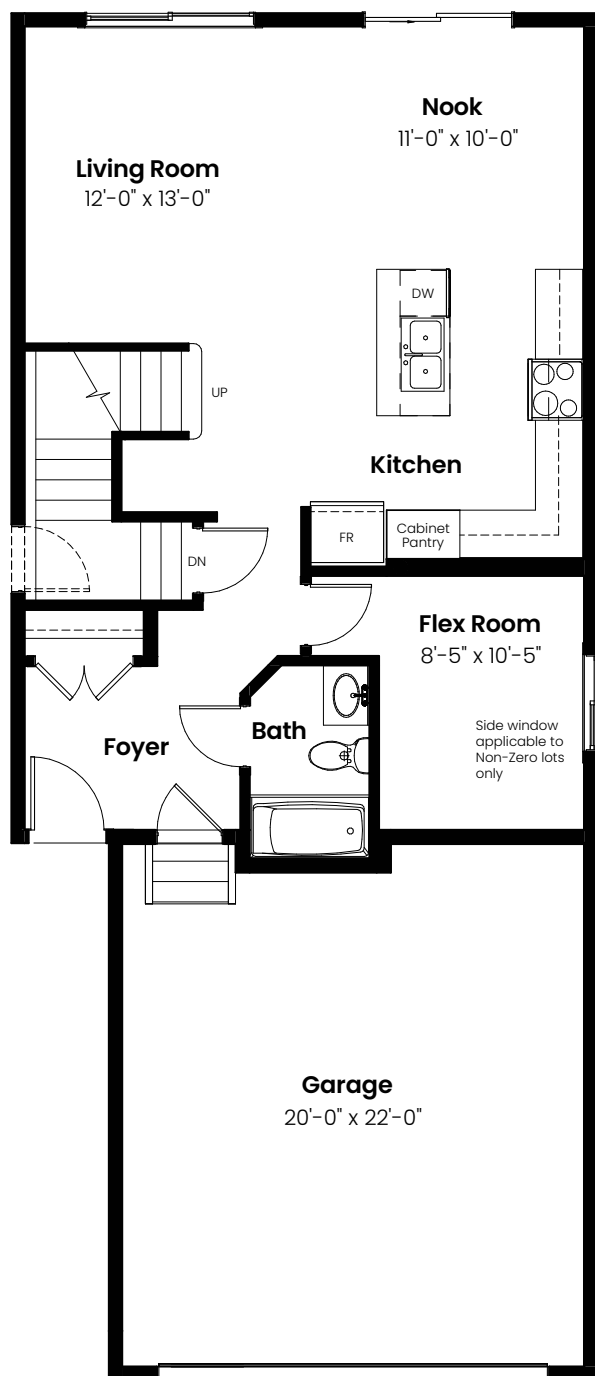 Nook
11'-0" x 10'-0"
Living Room
12'-0" x 13'-0"
DW
UP
Kitchen
FR
Cabinet
Pantry
DN
Flex Room
8'-5" x 10'-5"
Side window
applicable to
Non-Zero lots
only
Bath
Foyer
Garage
20'-0" x 22'-0"